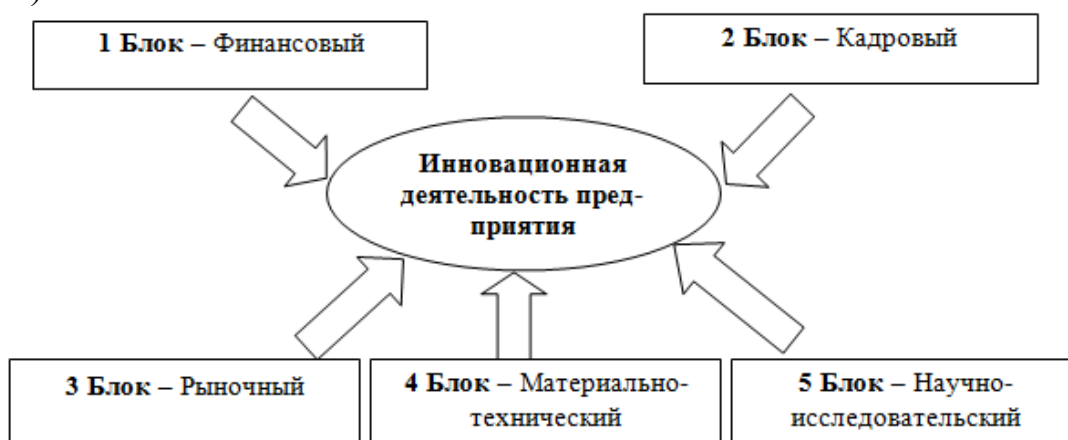 1 Блок – Финансовый
2 Блок – Кадровый
Инновационная
деятельность пред-
приятия
3 Блок – Рыночный
4 Блок – Материально-
технический
5 Блок – Научно-
исследовательский